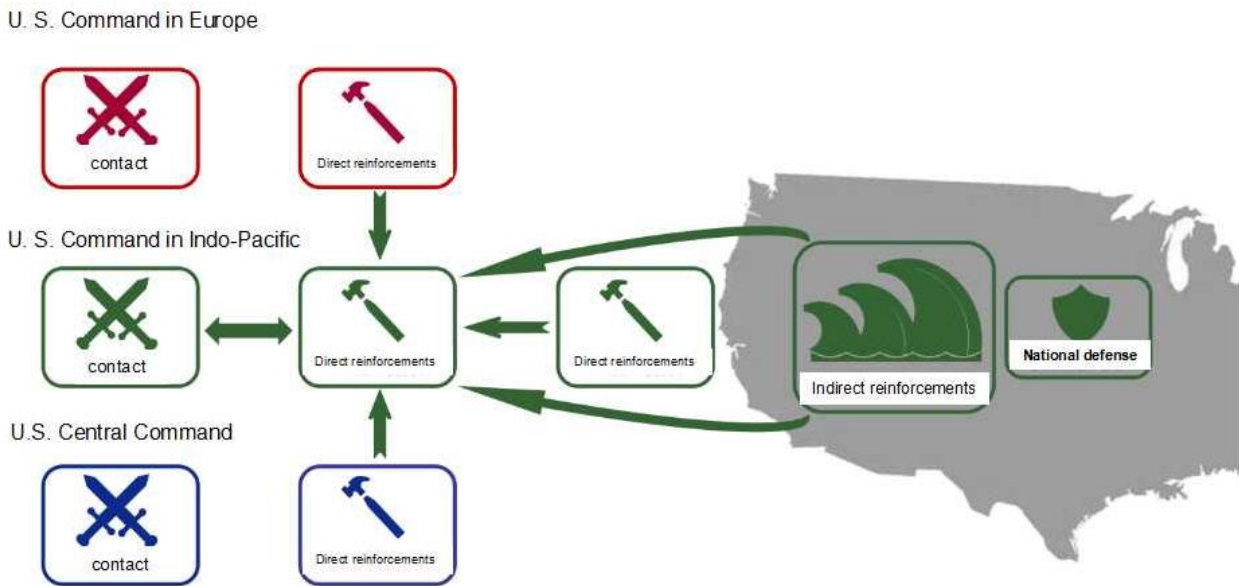 U. S. Command in Europe
contact
Direct reinforcements
U. S. Command in Indo-Pacific
contact
Direct reinforcements
Direct reinforcements
Indirect reinforcements
National defense
U.S. Central Command
contact
Direct reinforcements